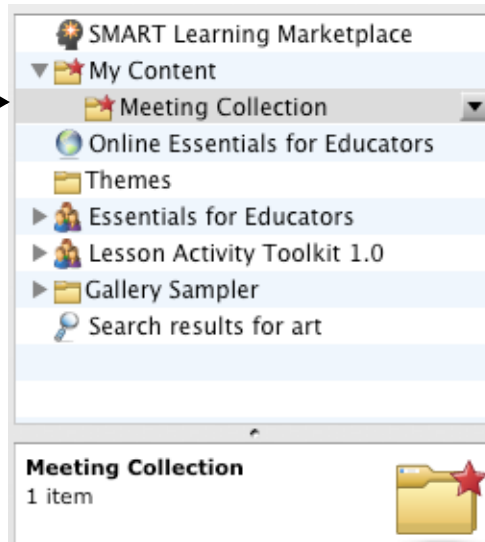 SMART Learning Marketplace
My Content
Meeting Collection
Online Essentials for Educators
Themes
Essentials for Educators
Lesson Activity Toolkit 1.0
Gallery Sampler
Search results for art
Meeting Collection
1 item